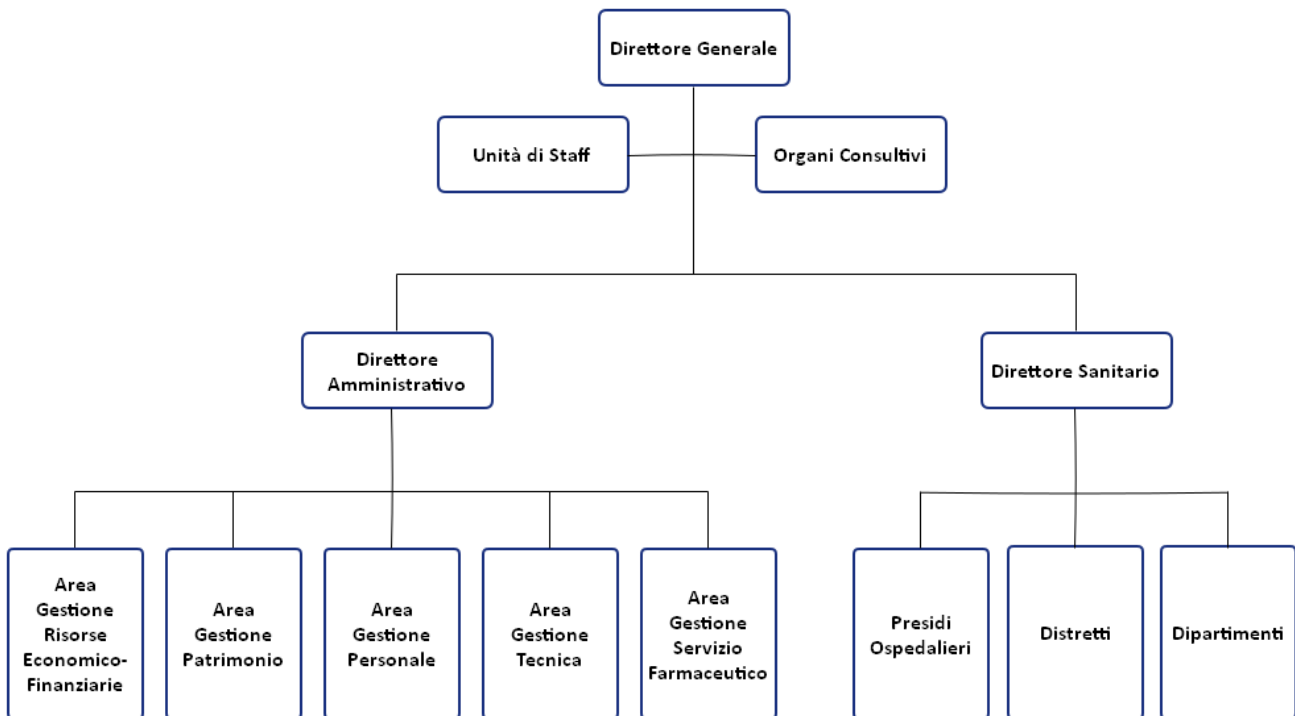 Direttore Generale
Unità di Staff
Organi Consultivi
Direttore
Amministrativo
Direttore Sanitario
Area
Gestione
Risorse
Economico-
Finanziarie
Area
Gestione
Patrimonio
Area
Gestione
Personale
Area
Gestione
Tecnica
Area
Gestione
Servizio
Farmaceutico
Presidi
Ospedalieri
Distretti
Dipartimenti